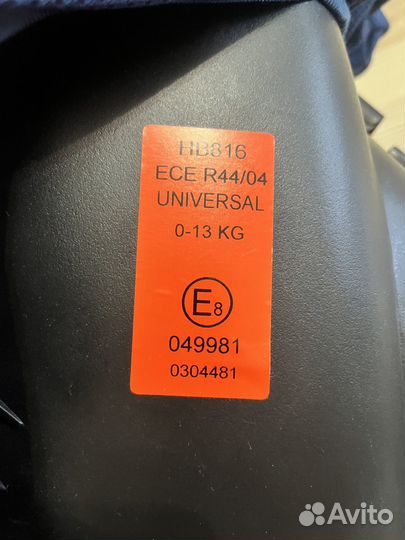 HB816
ECE R44/04
UNIVERSAL
0-13 KG
E8
049981
0304481
Avito